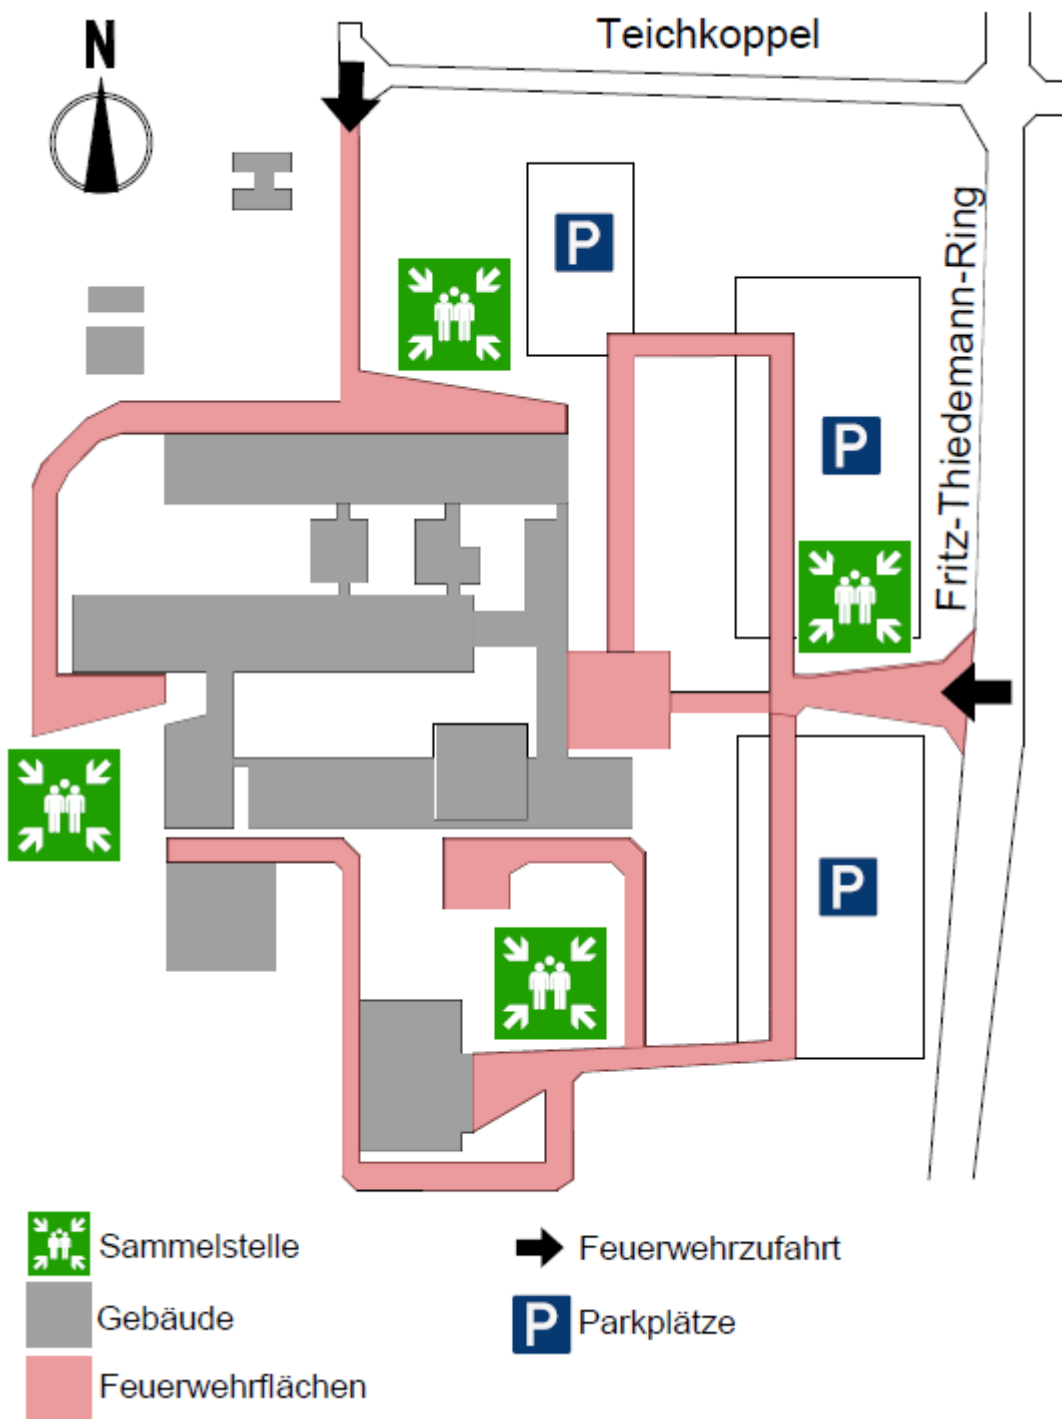 N
Teichkoppel
P
Fritz-Thiedemann-Ring
P
P
Sammelstelle
Feuerwehrzufahrt
Gebäude
P Parkplätze
Feuerwehrflächen